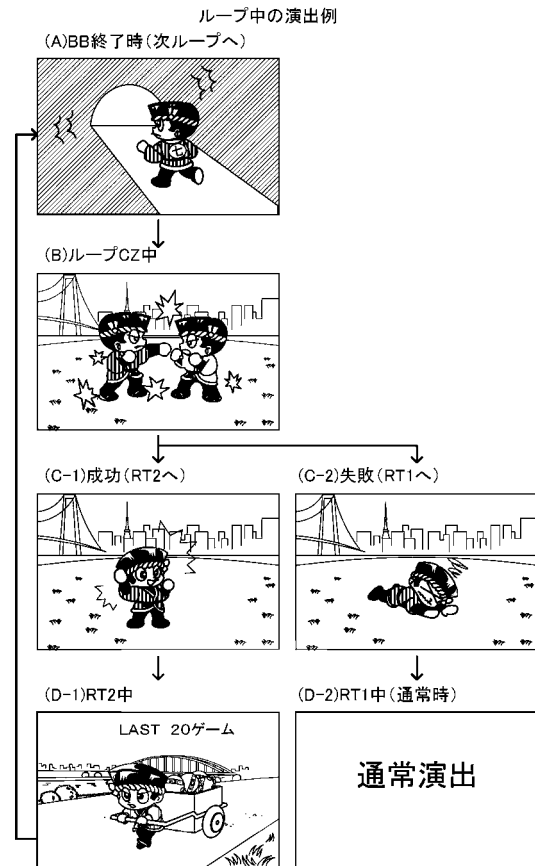 ループ中の演出例
(A)BB終了時(次ループへ)
(B)ループCZ中
(C-1)成功(RT2へ)
(C-2)失敗(RT1へ)
(D-1)RT2中
(D-2)RT1中(通常時)
LAST 20ゲーム
通常演出